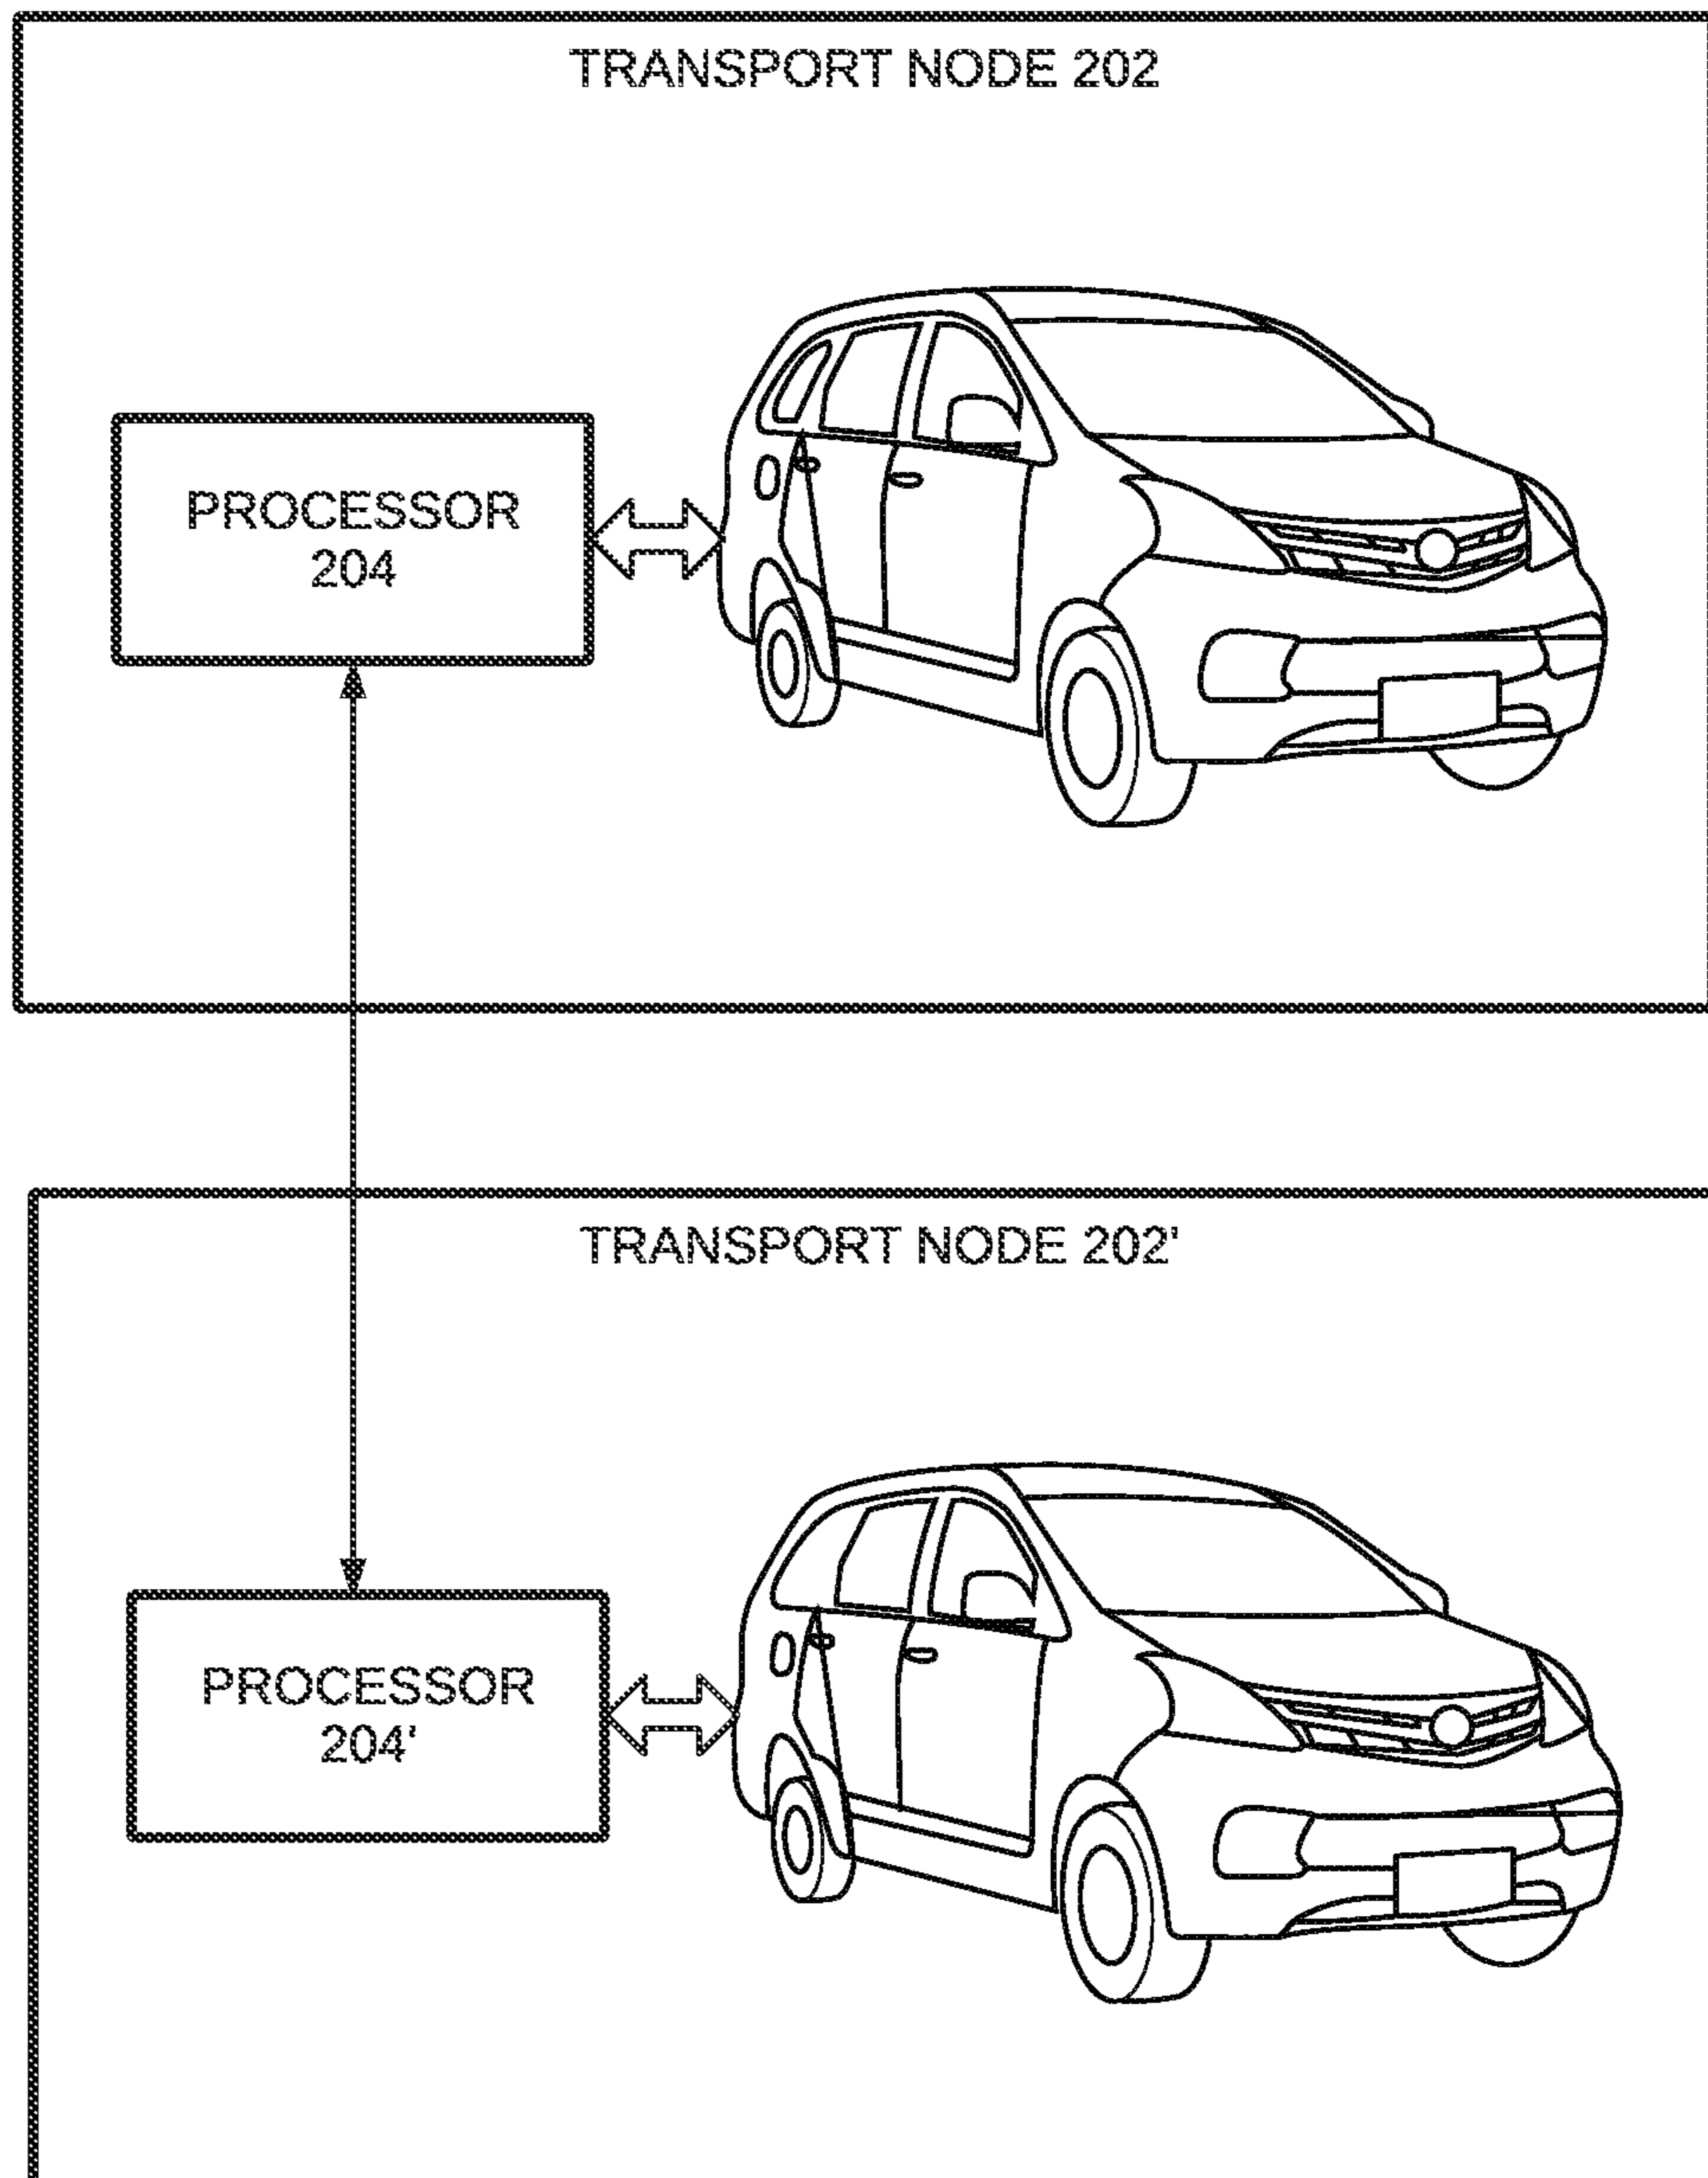 TRANSPORT NODE 202
PROCESSOR
204
TRANSPORT NODE 202'
PROCESSOR
204'